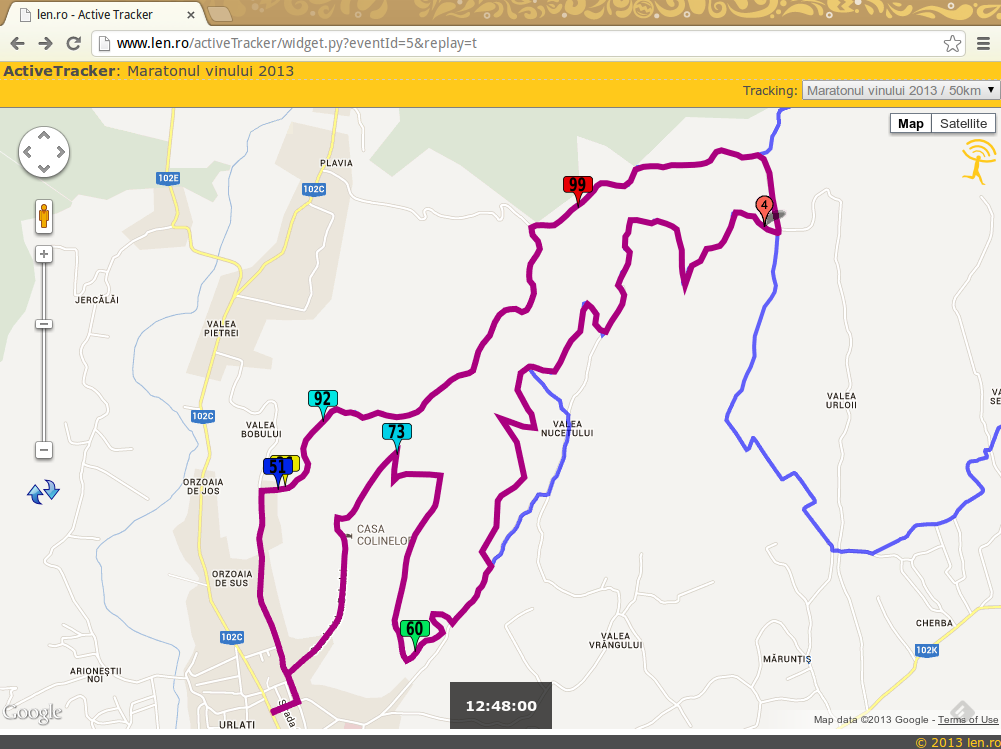 len.ro - Active Tracker
www.len.ro/activeTracker/widget.py?eventId=5&replay=t
ActiveTracker: Maratonul vinului 2013
Tracking: Maratonul vinului 2013 / 50km
Map Satellite
PLAVIA
102E
102C
99
4
JERCĂLĂI
VALEA
PIETREI
92
VALEA
URLOII
102C
VALEA
BOBULUI
73
VALEA
NUCETULUI
51
ORZOAIA
DE JOS
CASA
COLINELOR
ORZOAIA
DE SUS
60
102C
VALEA
VRÂNGULUI
CHERBA
102K
MĂRUNȚIȘ
ARIONEȘTII
NOI
Strada
12:48:00
URLAȚI
Google
Map data ©2013 Google - Terms of Use
© 2013 len.ro